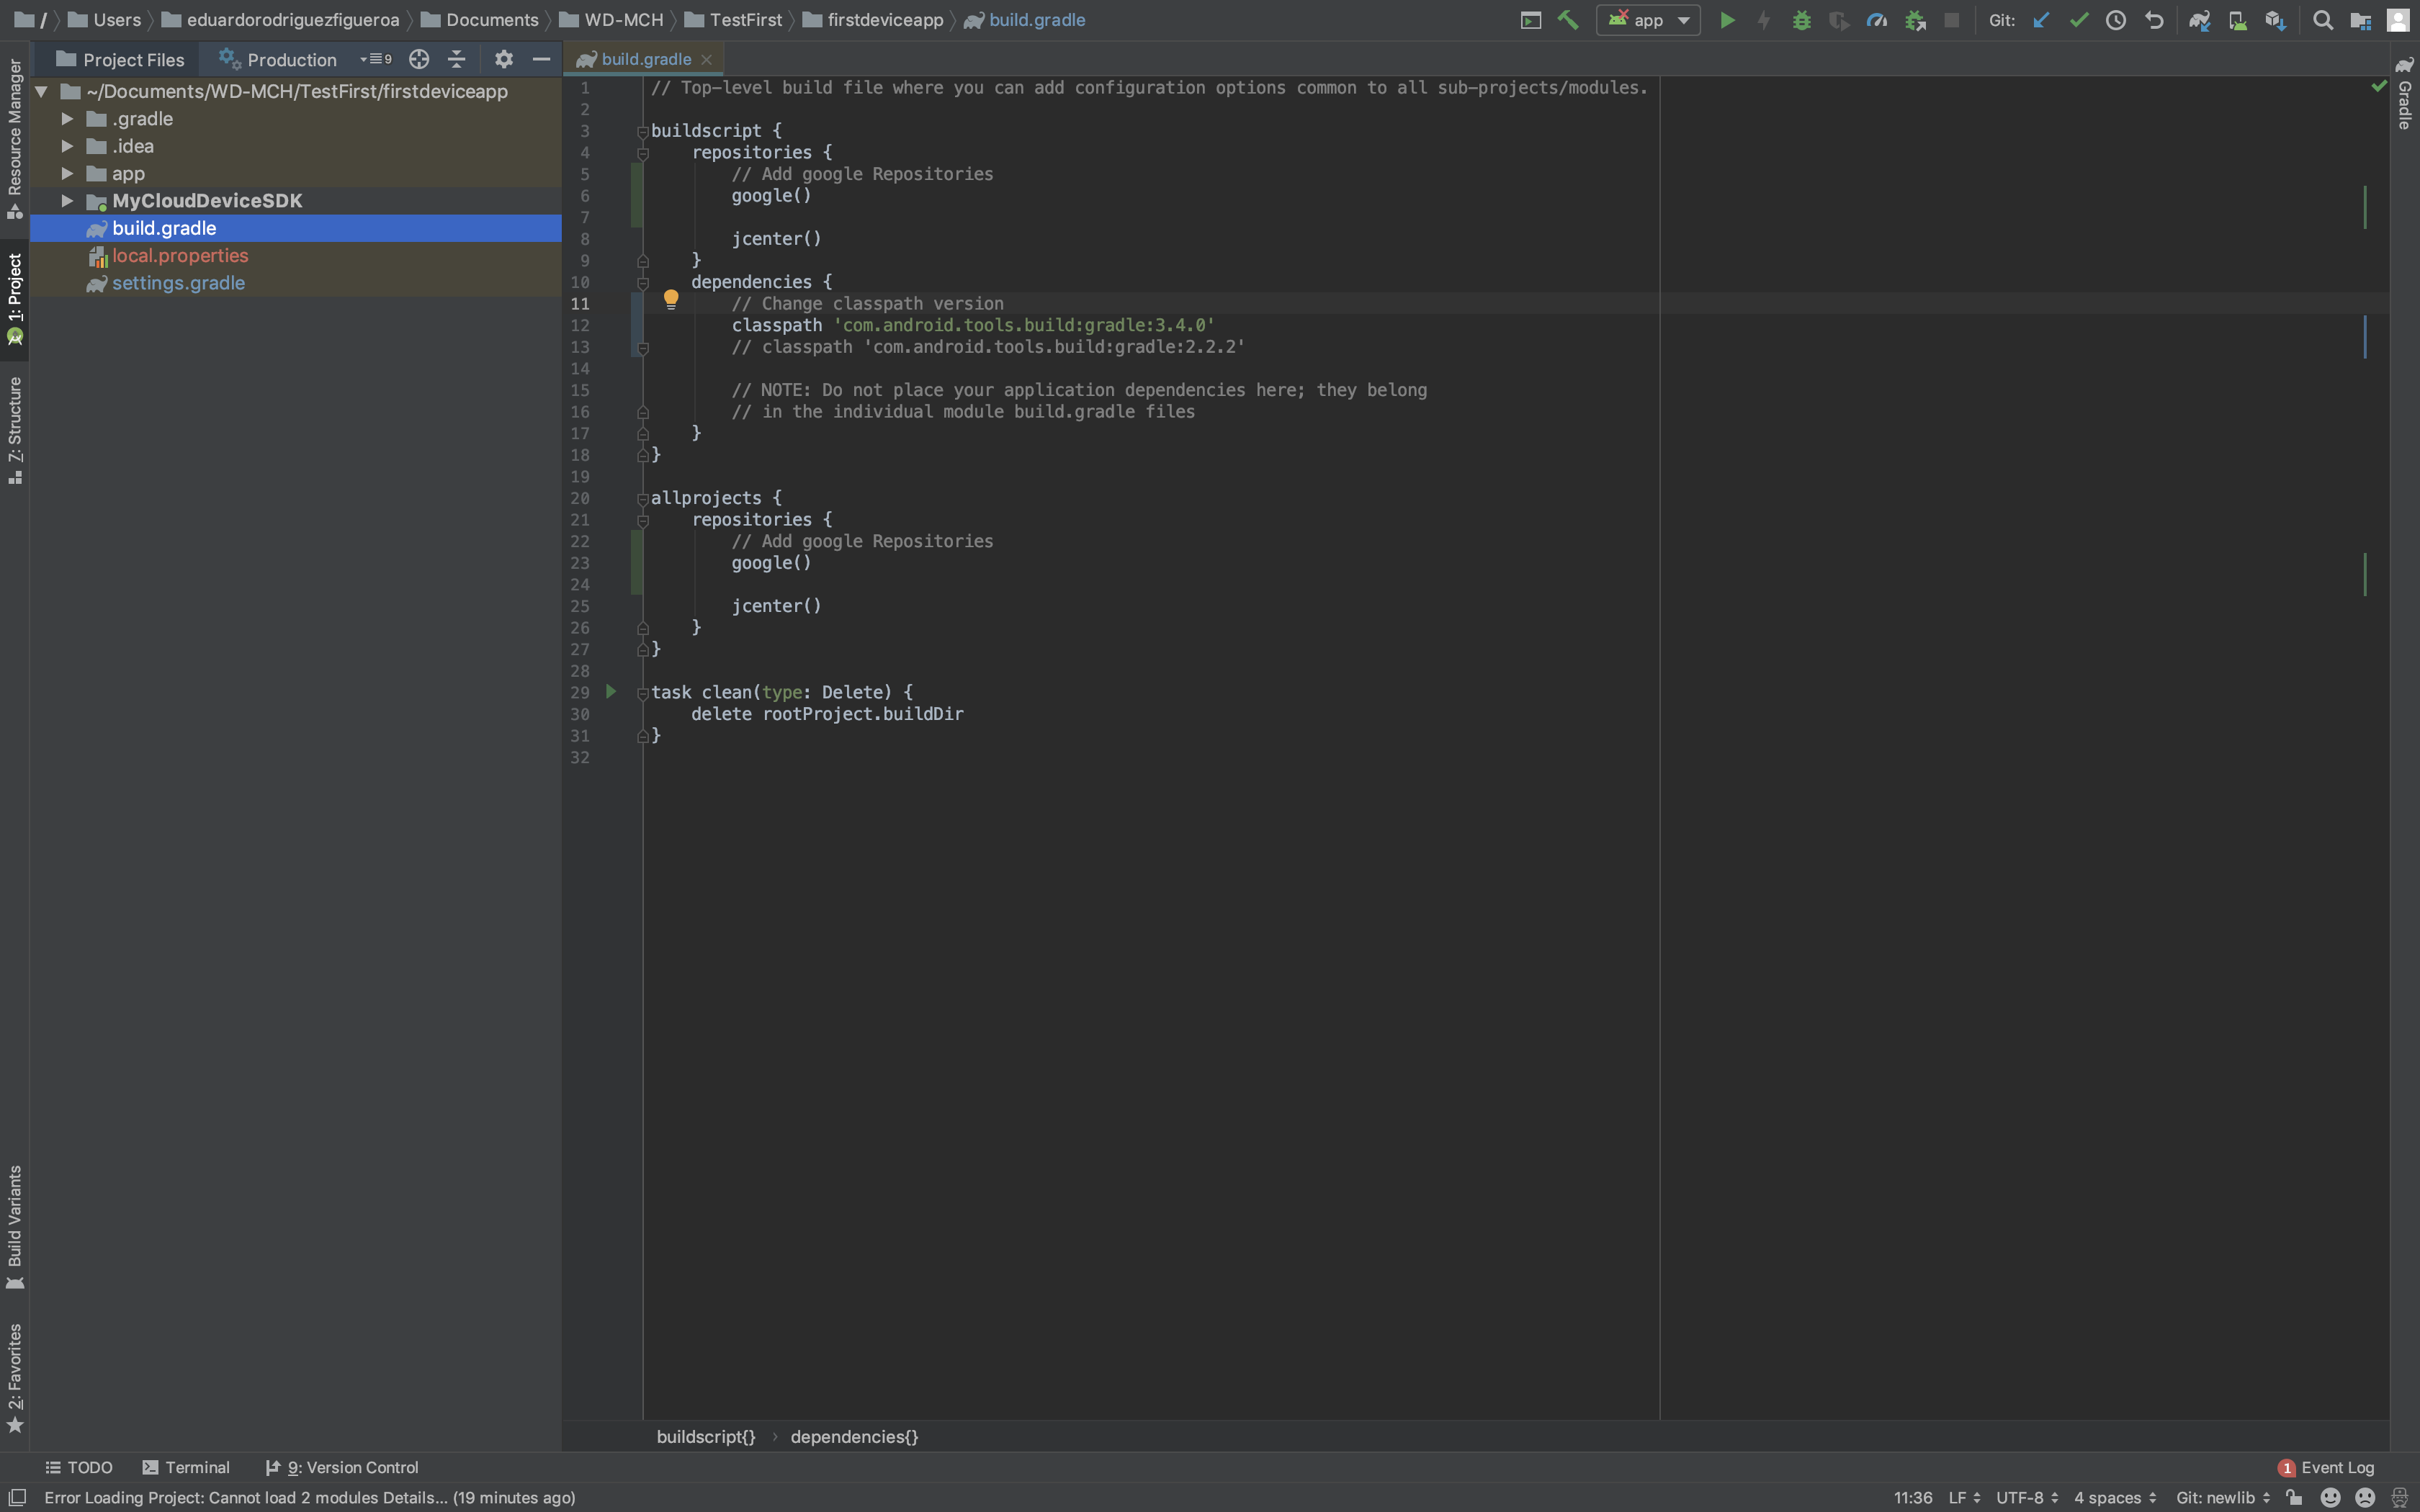 / Users eduardorodriguezfigueroa Documents WD-MCH TestFirst firstdeviceapp build.gradle
app Git:
Project Files Production 9
build.gradle
~/Documents/WD-MCH/TestFirst/firstdeviceapp
.gradle
.idea
app
MyCloudDeviceSDK
build.gradle
local.properties
settings.gradle
Resource Manager
1: Project
Z: Structure
Build Variants
2: Favorites
Gradle
1 // Top-level build file where you can add configuration options common to all sub-projects/modules.
2
3 buildscript {
4 repositories {
5 // Add google Repositories
6 google()
7
8 jcenter()
9 }
10 dependencies {
11 // Change classpath version
12 classpath 'com.android.tools.build:gradle:3.4.0'
13 // classpath 'com.android.tools.build:gradle:2.2.2'
14
15 // NOTE: Do not place your application dependencies here; they belong
16 // in the individual module build.gradle files
17 }
18 }
19
20 allprojects {
21 repositories {
22 // Add google Repositories
23 google()
24
25 jcenter()
26 }
27 }
28
29 task clean(type: Delete) {
30 delete rootProject.buildDir
31 }
32
buildscript{} › dependencies{}
TODO Terminal 9: Version Control 1 Event Log
Error Loading Project: Cannot load 2 modules Details... (19 minutes ago) 11:36 LF UTF-8 4 spaces Git: newlib